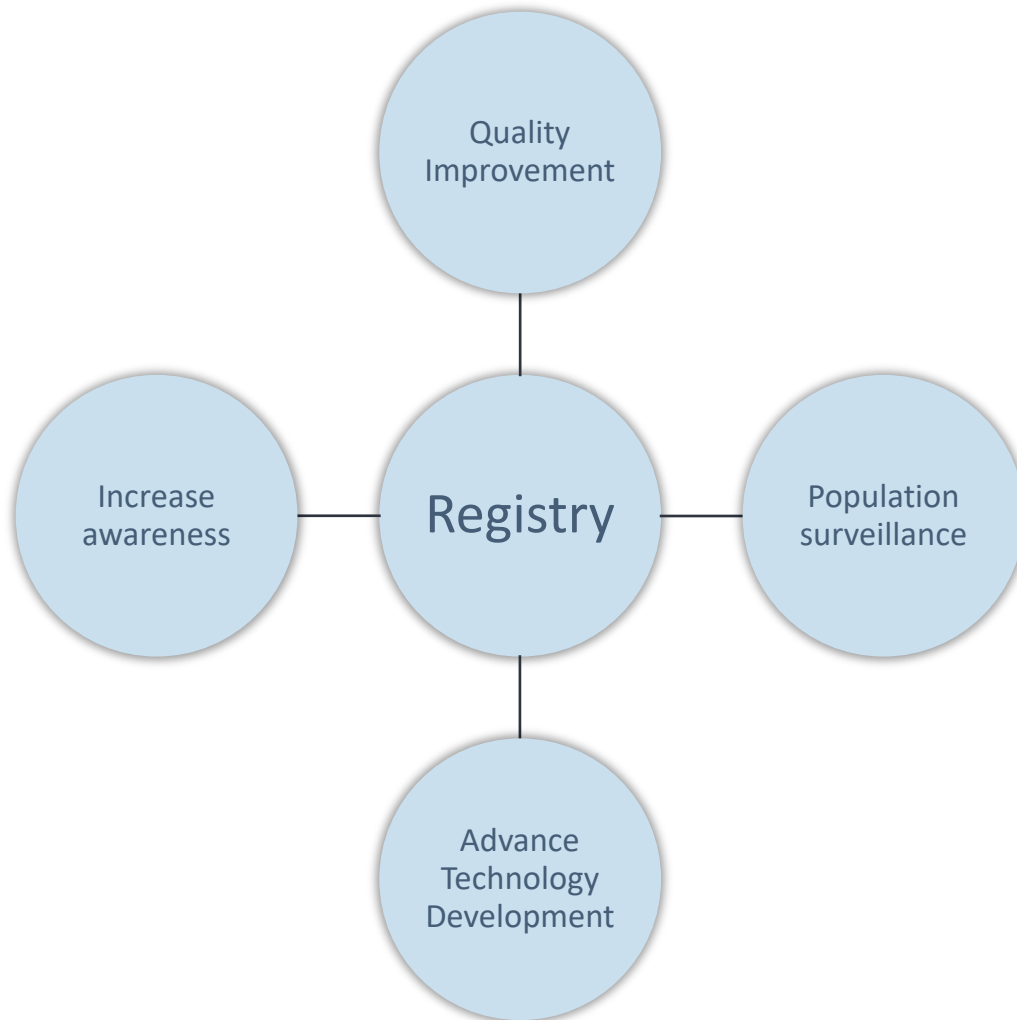 Quality
Improvement
Increase
awareness
Registry
Population
surveillance
Advance
Technology
Development